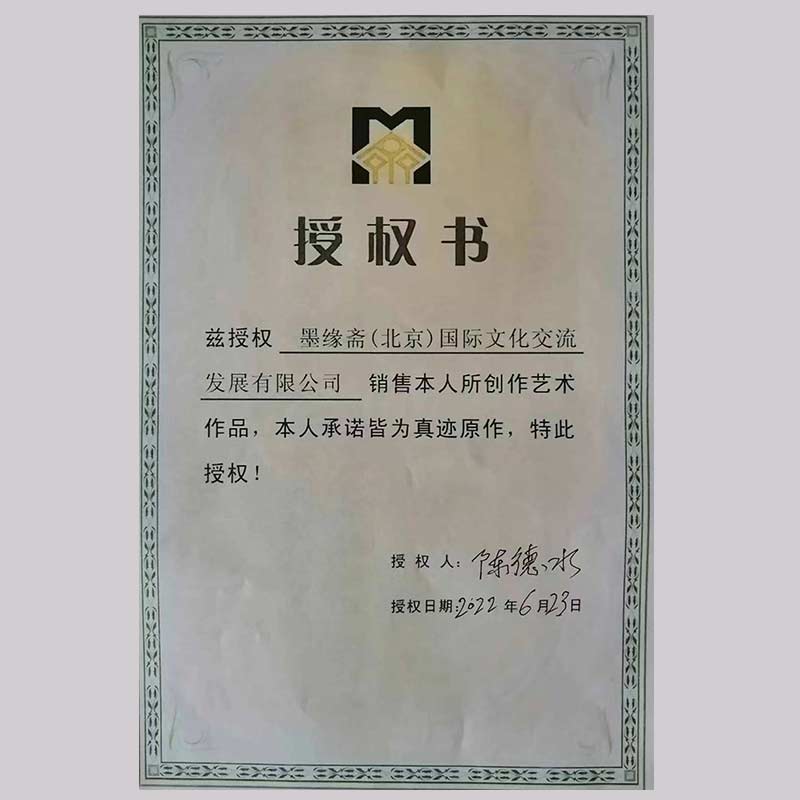 授权书
兹授权 墨缘斋(北京)国际文化交流
发展有限公司 销售本人所创作艺术
作品，本人承诺皆为真迹原作，特此
授权！
授 权 人：陈德水
授权日期：2022年6月23日